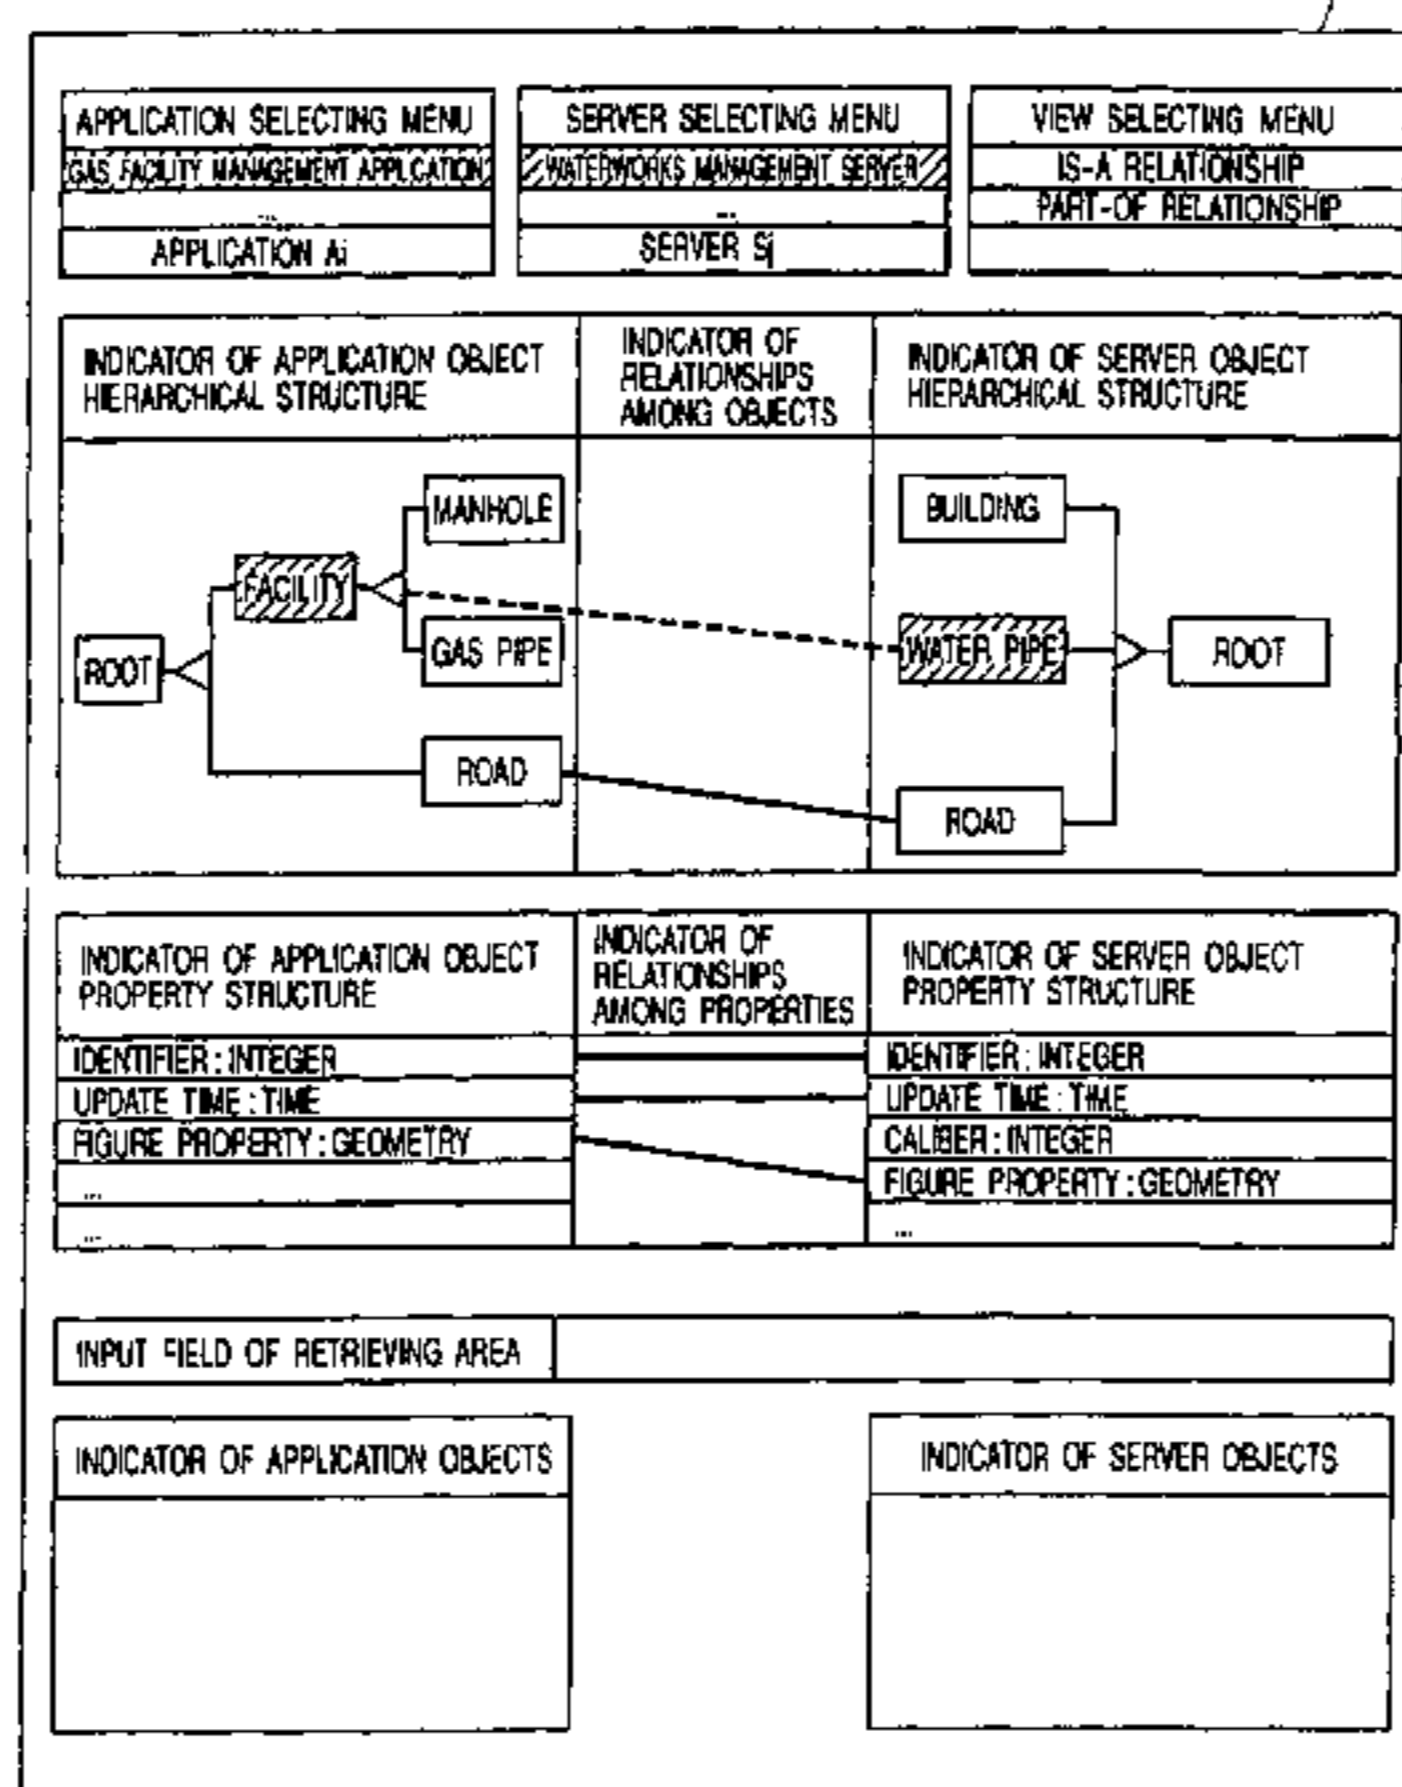 APPLICATION SELECTING MENU
GAS FACILITY MANAGEMENT APPLICATION
...
APPLICATION Ai
SERVER SELECTING MENU
WATERWORKS MANAGEMENT SERVER
...
SERVER Sj
VIEW SELECTING MENU
IS-A RELATIONSHIP
PART-OF RELATIONSHIP
INDICATOR OF APPLICATION OBJECT
HIERARCHICAL STRUCTURE
INDICATOR OF
RELATIONSHIPS
AMONG OBJECTS
INDICATOR OF SERVER OBJECT
HIERARCHICAL STRUCTURE
MANHOLE
FACILITY
GAS PIPE
ROOT
ROAD
BUILDING
WATER PIPE
ROOT
ROAD
INDICATOR OF APPLICATION OBJECT
PROPERTY STRUCTURE
INDICATOR OF
RELATIONSHIPS
AMONG PROPERTIES
INDICATOR OF SERVER OBJECT
PROPERTY STRUCTURE
IDENTIFIER : INTEGER
UPDATE TIME : TIME
FIGURE PROPERTY : GEOMETRY
...
...
IDENTIFIER : INTEGER
UPDATE TIME : TIME
CALIBER : INTEGER
FIGURE PROPERTY : GEOMETRY
...
INPUT FIELD OF RETRIEVING AREA
INDICATOR OF APPLICATION OBJECTS
INDICATOR OF SERVER OBJECTS